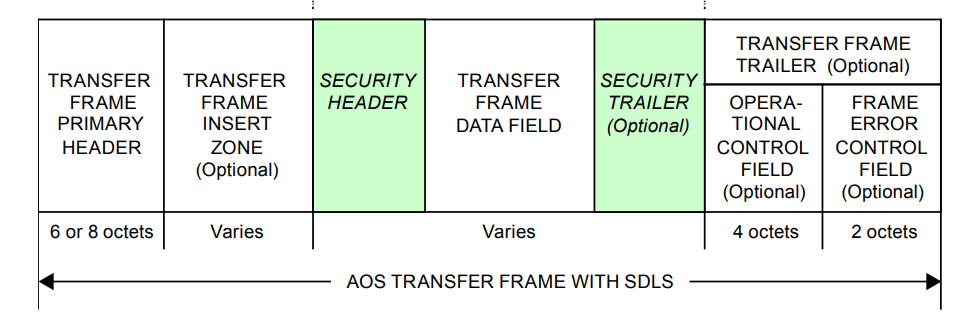 TRANSFER
FRAME
PRIMARY
HEADER
TRANSFER
FRAME
INSERT
ZONE
(Optional)
SECURITY
HEADER
TRANSFER
FRAME
DATA FIELD
SECURITY
TRAILER
(Optional)
TRANSFER FRAME
TRAILER (Optional)
OPERA-
TIONAL
CONTROL
FIELD
(Optional)
FRAME
ERROR
CONTROL
FIELD
(Optional)
6 or 8 octets
Varies
Varies
4 octets
2 octets
AOS TRANSFER FRAME WITH SDLS